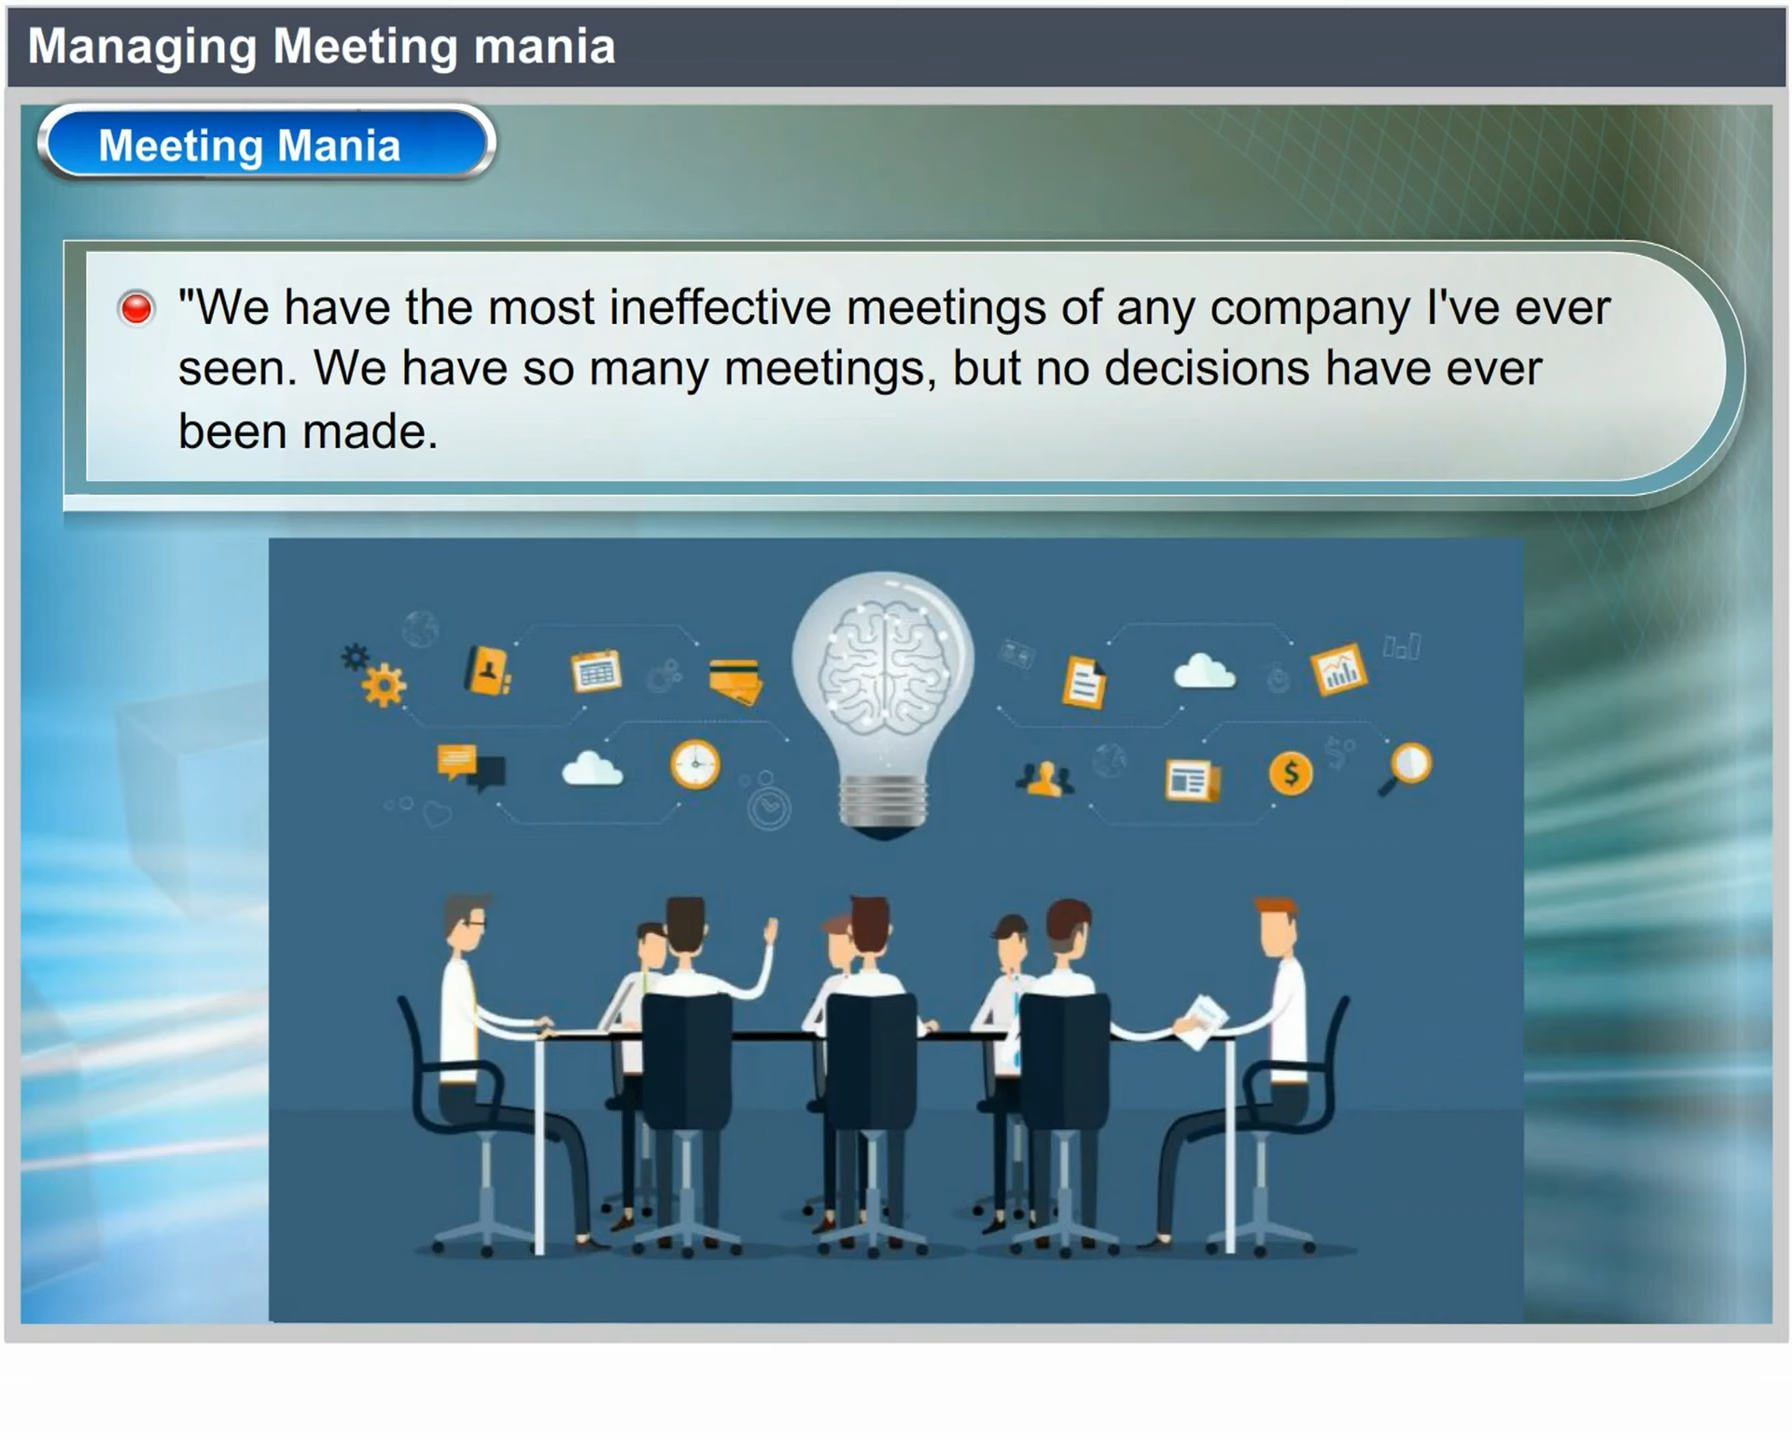 Managing Meeting mania
Meeting Mania
"We have the most ineffective meetings of any company I've ever
seen. We have so many meetings, but no decisions have ever
been made.
$